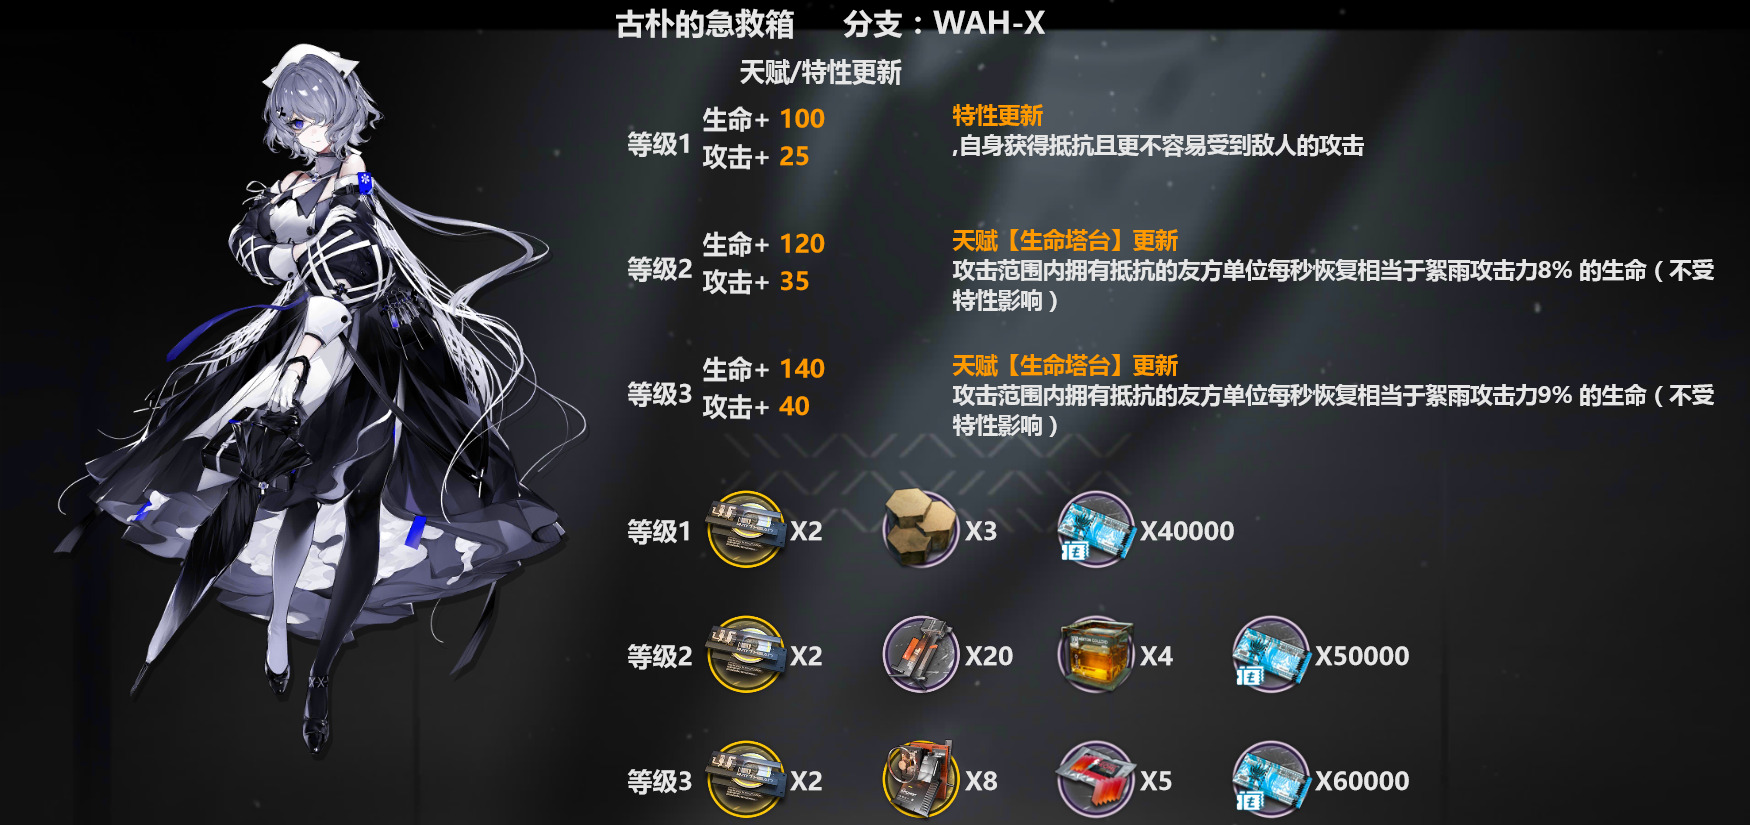 古朴的急救箱 分支：WAH-X
天赋/特性更新
等级1
生命+ 100
攻击+ 25
特性更新
,自身获得抵抗且更不容易受到敌人的攻击
等级2
生命+ 120
攻击+ 35
天赋【生命塔台】更新
攻击范围内拥有抵抗的友方单位每秒恢复相当于絮雨攻击力8% 的生命（不受
特性影响）
等级3
生命+ 140
攻击+ 40
天赋【生命塔台】更新
攻击范围内拥有抵抗的友方单位每秒恢复相当于絮雨攻击力9% 的生命（不受
特性影响）
等级1 X2 X3 X40000
等级2 X2 X20 X4 X50000
等级3 X2 X8 X5 X60000